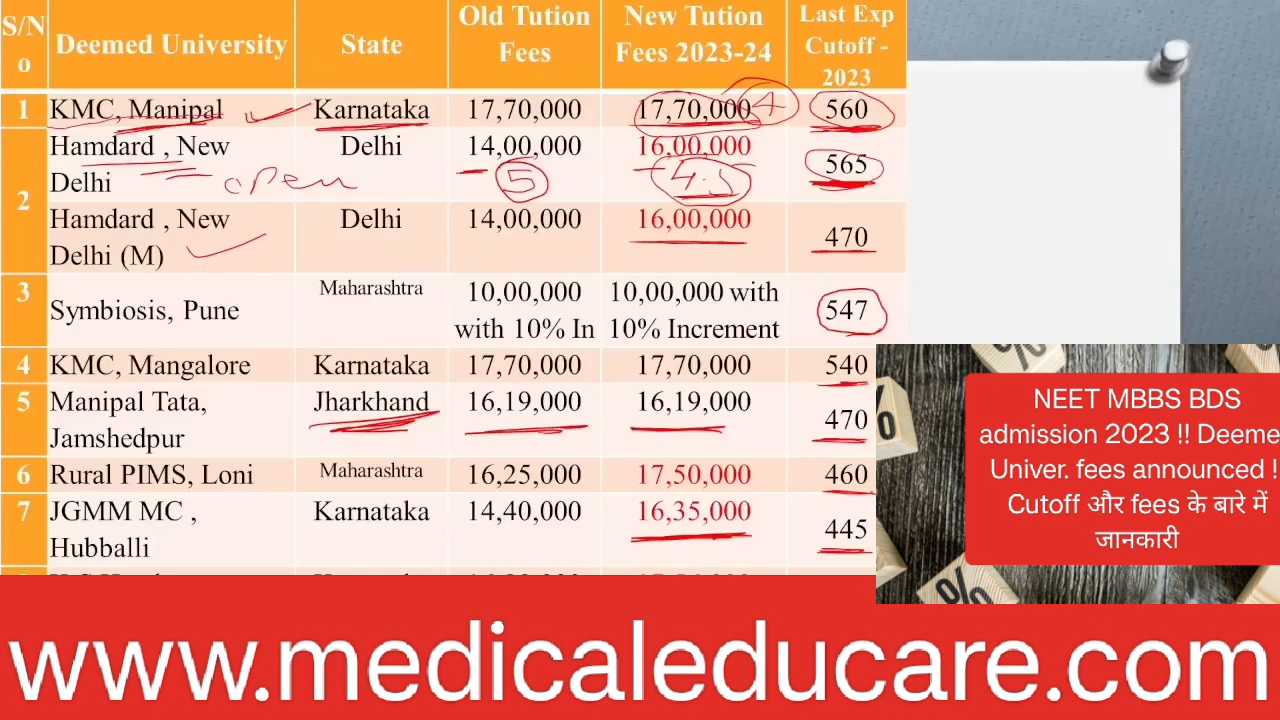 S/N
o
Deemed University
State
Old Tution
Fees
New Tution
Fees 2023-24
Last Exp
Cutoff -
2023
1 KMC, Manipal Karnataka 17,70,000 17,70,000 4 560
2
Hamdard , New
Delhi
open
Delhi 14,00,000 5 16,00,000 4.5 565
Hamdard , New
Delhi (M)
Delhi 14,00,000 16,00,000 470
3 Symbiosis, Pune Maharashtra
10,00,000
with 10% In
10,00,000 with
10% Increment
547
4 KMC, Mangalore Karnataka 17,70,000 17,70,000 540
5 Manipal Tata,
Jamshedpur
Jharkhand 16,19,000 16,19,000 470
6 Rural PIMS, Loni Maharashtra 16,25,000 17,50,000 460
7 JGMM MC ,
Hubballi
Karnataka 14,40,000 16,35,000 445
%
%
%
NEET MBBS BDS
admission 2023 !! Deeme
Univer. fees announced !
Cutoff और fees के बारे में
जानकारी
www.medicaleducare.com